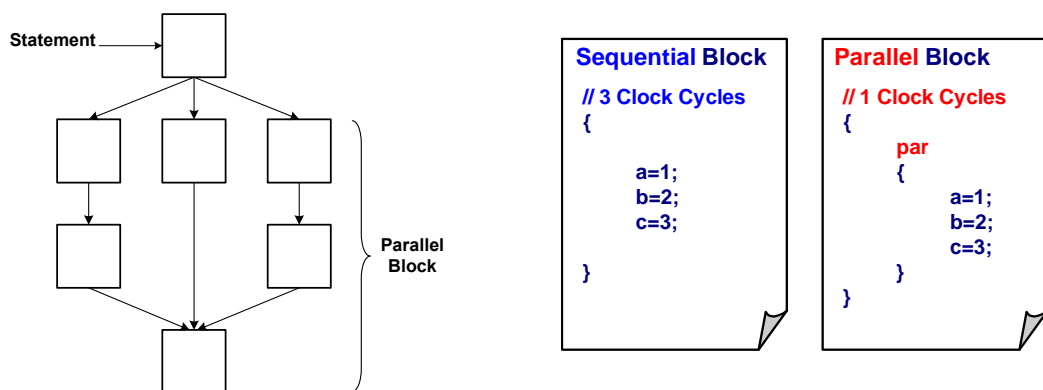 Statement
Parallel
Block
Sequential Block
// 3 Clock Cycles
{
a=1;
b=2;
c=3;
}
Parallel Block
// 1 Clock Cycles
{
par
{
a=1;
b=2;
c=3;
}
}